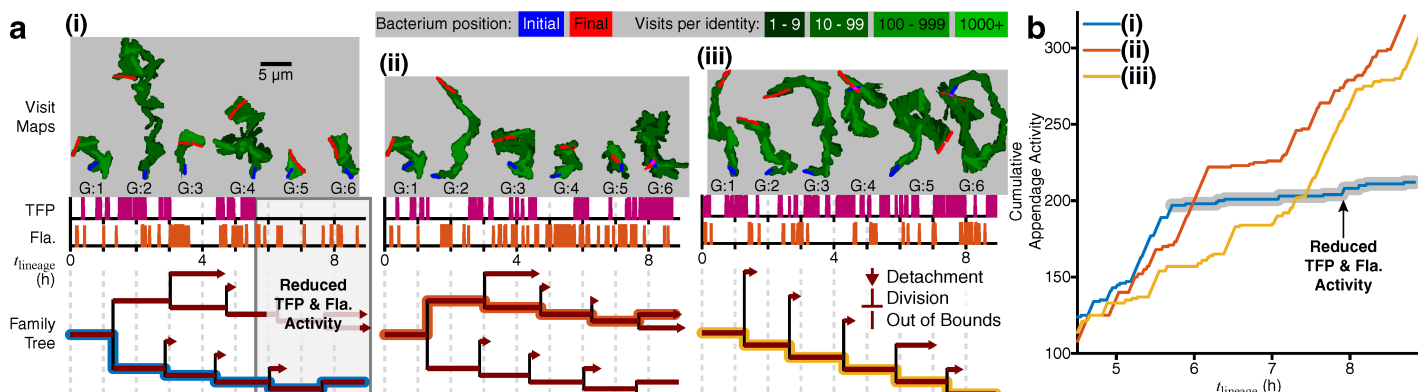 a (i) Bacterium position: Initial Final Visits per identity: 1 - 9 10 - 99 100 - 999 1000+ b
(ii) (iii)
5 µm
Visit
Maps
G:1 G:2 G:3 G:4 G:5 G:6
G:1 G:2 G:3 G:4 G:5 G:6
G:1 G:2 G:3 G:4 G:5 G:6
TFP
Fla.
t lineage
(h)
0 4 8
0 4 8
0 4 8
Reduced
TFP & Fla.
Activity
Family
Tree
Detachment
Division
Out of Bounds
(i)
(ii)
(iii)
Cumulative
Appendage Activity
300
250
200
150
100
Reduced
TFP & Fla.
Activity
5 6 7 8
t lineage (h)